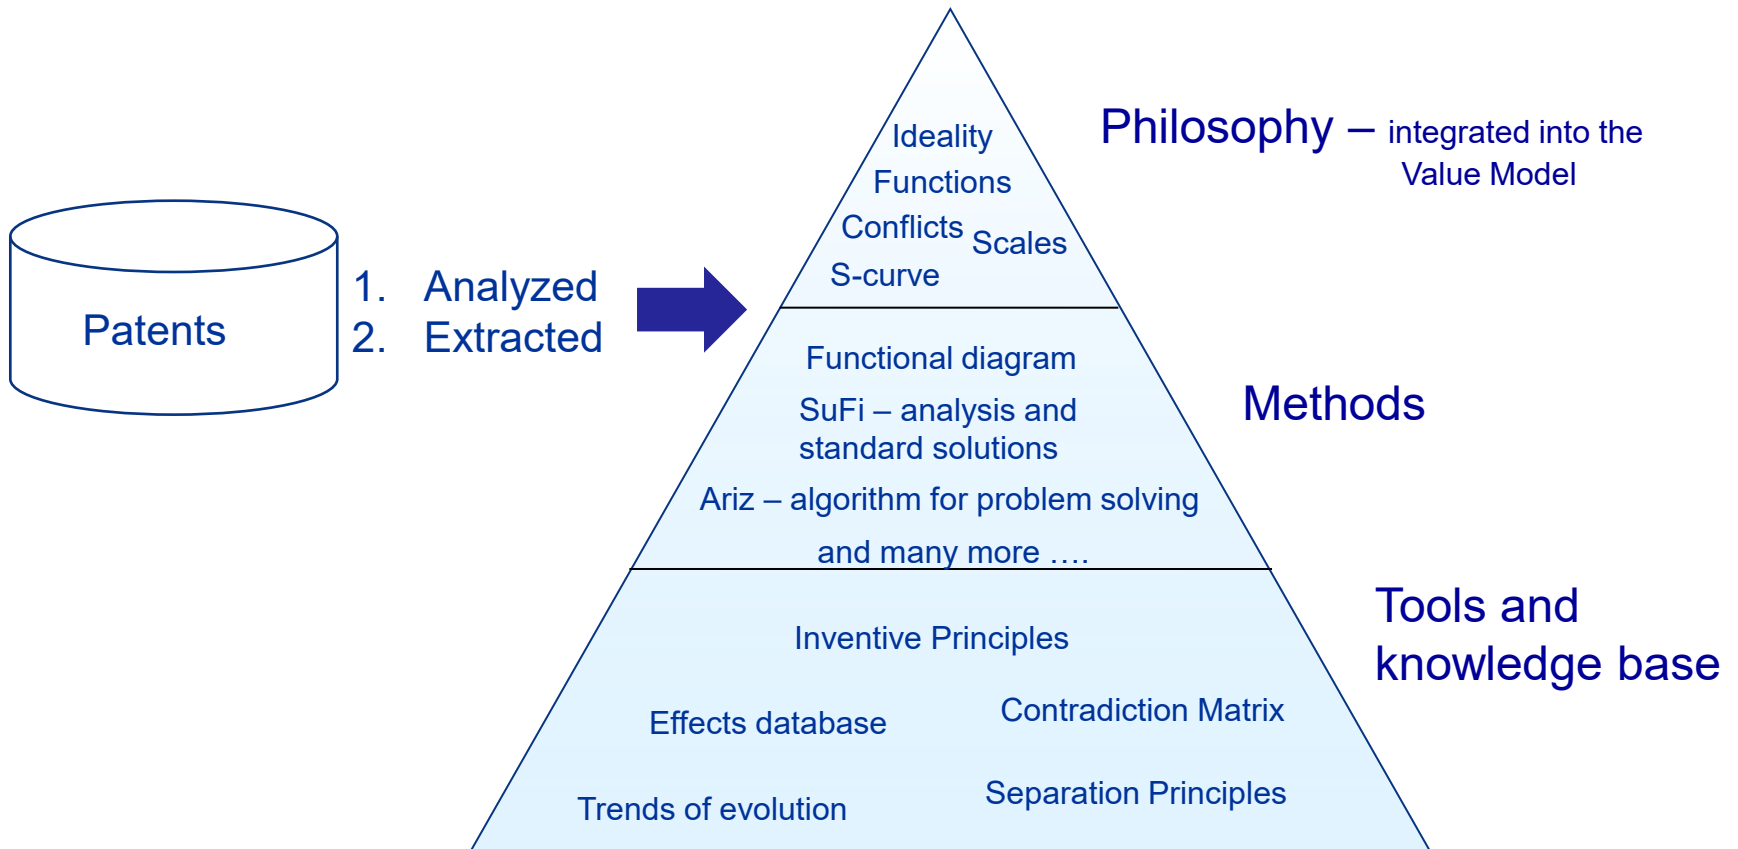 Patents
1. Analyzed
2. Extracted
Ideality
Functions
Conflicts
Scales
S-curve
Philosophy – integrated into the
Value Model
Functional diagram
SuFi – analysis and
standard solutions
Ariz – algorithm for problem solving
and many more ....
Methods
Inventive Principles
Effects database
Contradiction Matrix
Trends of evolution
Separation Principles
Tools and
knowledge base